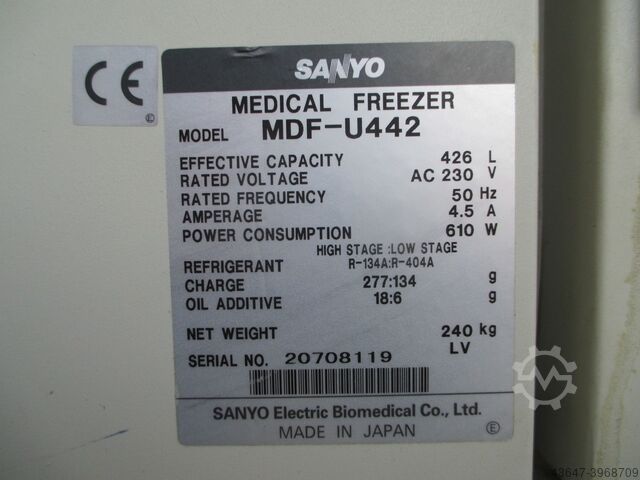 CE
E
SANYO
MEDICAL FREEZER
MODEL MDF-U442
EFFECTIVE CAPACITY 426 L
RATED VOLTAGE AC 230 V
RATED FREQUENCY 50 Hz
AMPERAGE 4.5 A
POWER CONSUMPTION 610 W
HIGH STAGE :LOW STAGE
REFRIGERANT R-134A:R-404A
CHARGE 277:134 g
OIL ADDITIVE 18:6 g
NET WEIGHT 240 kg
LV
SERIAL NO. 20708119
SANYO Electric Biomedical Co., Ltd.
MADE IN JAPAN E
43647-3968709